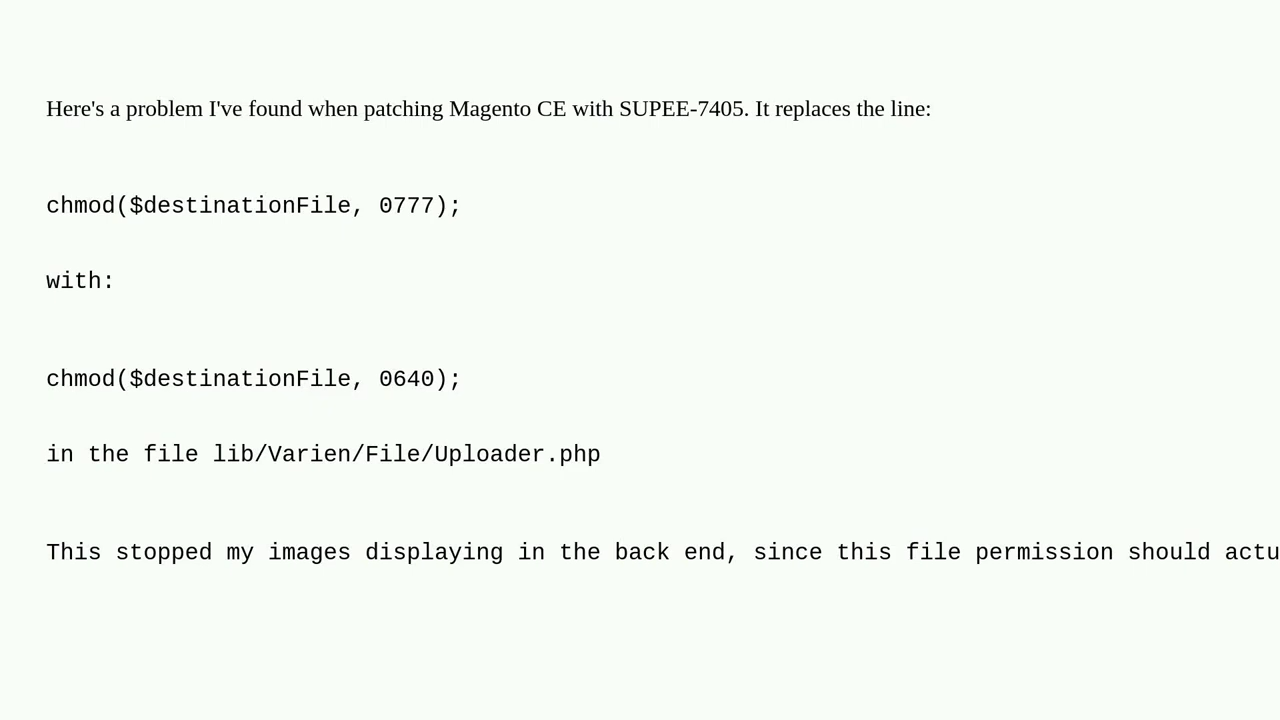 Here's a problem I've found when patching Magento CE with SUPEE-7405. It replaces the line:
chmod($destinationFile, 0777);
with:
chmod($destinationFile, 0640);
in the file lib/Varien/File/Uploader.php
This stopped my images displaying in the back end, since this file permission should